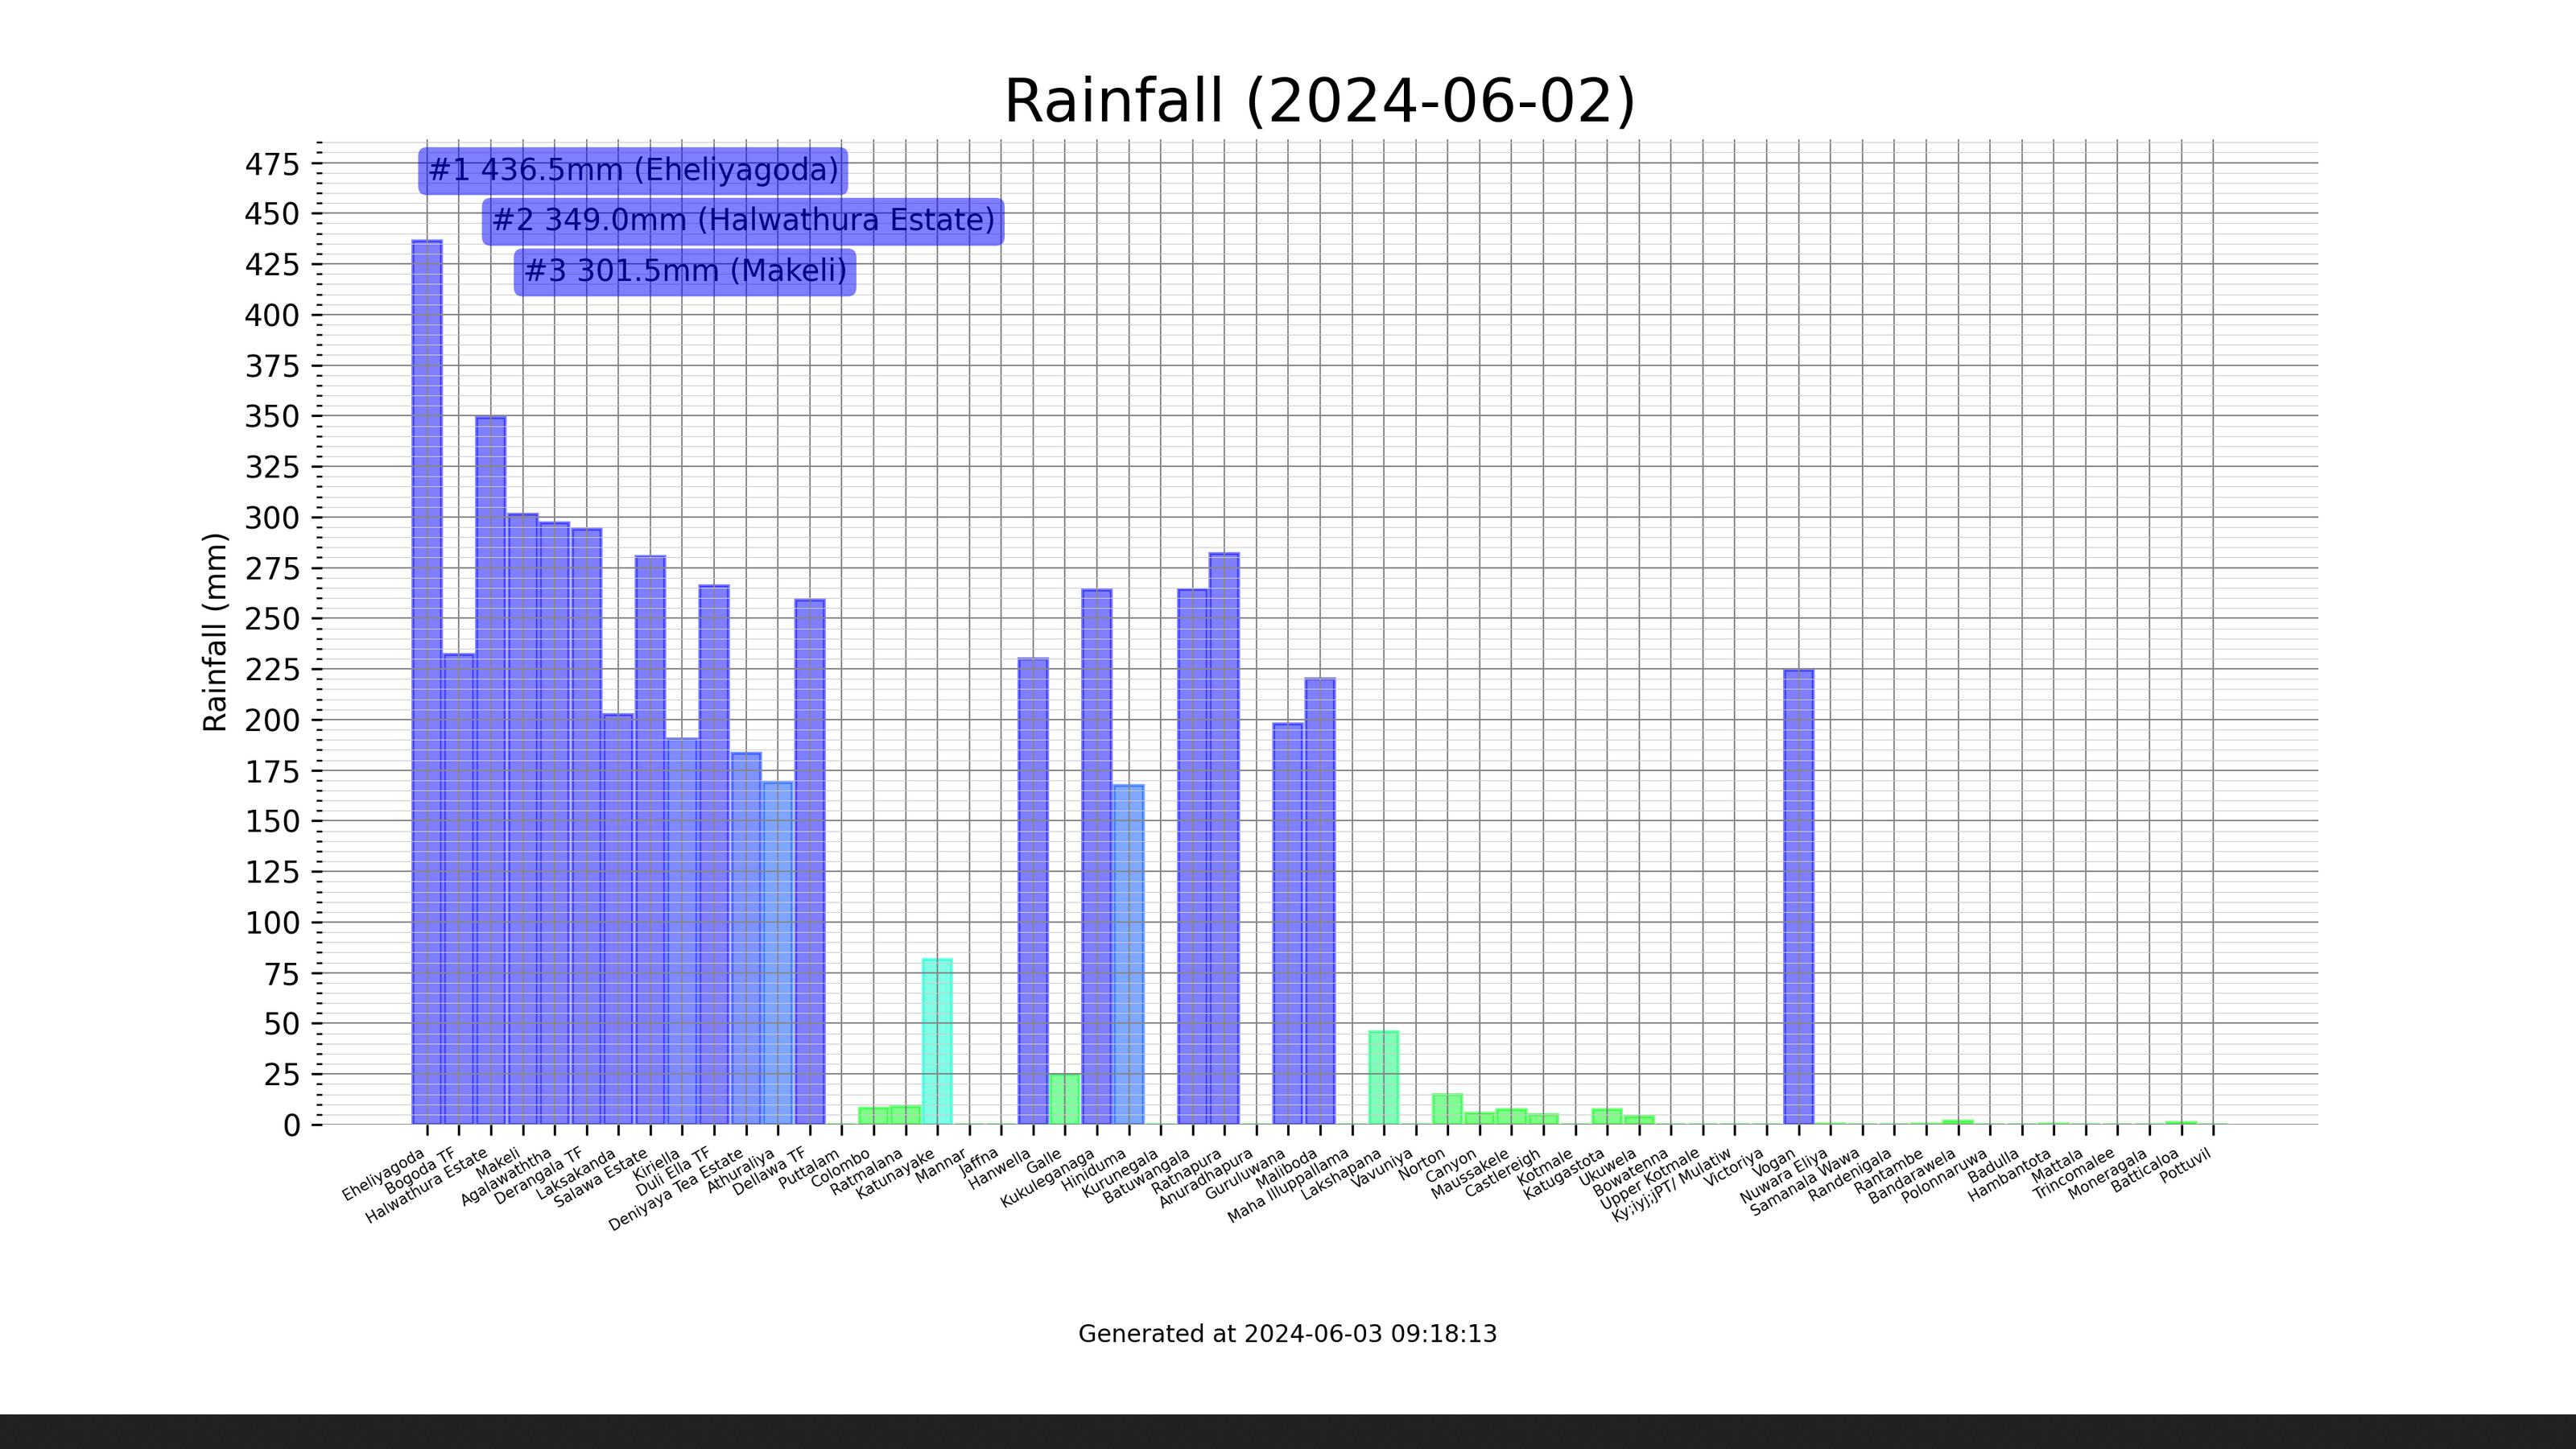 Rainfall (2024-06-02)
#1 436.5mm (Eheliyagoda)
#2 349.0mm (Halwathura Estate)
#3 301.5mm (Makeli)
475
450
425
400
375
350
325
300
275
250
225
200
175
150
125
100
75
50
25
0
Rainfall (mm)
Eheliyagoda
Bogoda TF
Halwathura Estate
Makeli
Agalawaththa
Derangala TF
Laksakanda
Salawa Estate
Kiriella
Duli Ella TF
Deniyaya Tea Estate
Athuraliya
Dellawa TF
Puttalam
Colombo
Ratmalana
Katunayake
Mannar
Jaffna
Hanwella
Galle
Kukuleganaga
Hiniduma
Kurunegala
Batuwangala
Ratnapura
Anuradhapura
Guruluwana
Maliboda
Maha Illuppallama
Lakshapana
Vavuniya
Norton
Canyon
Maussakele
Castlereigh
Kotmale
Katugastota
Ukuwela
Bowatenna
Upper Kotmale
Ky;iyj;jPT/ Mulatiw
Victoriya
Vogan
Nuwara Eliya
Samanala Wawa
Randenigala
Rantambe
Bandarawela
Polonnaruwa
Badulla
Hambantota
Mattala
Trincomalee
Moneragala
Batticaloa
Pottuvil
Generated at 2024-06-03 09:18:13